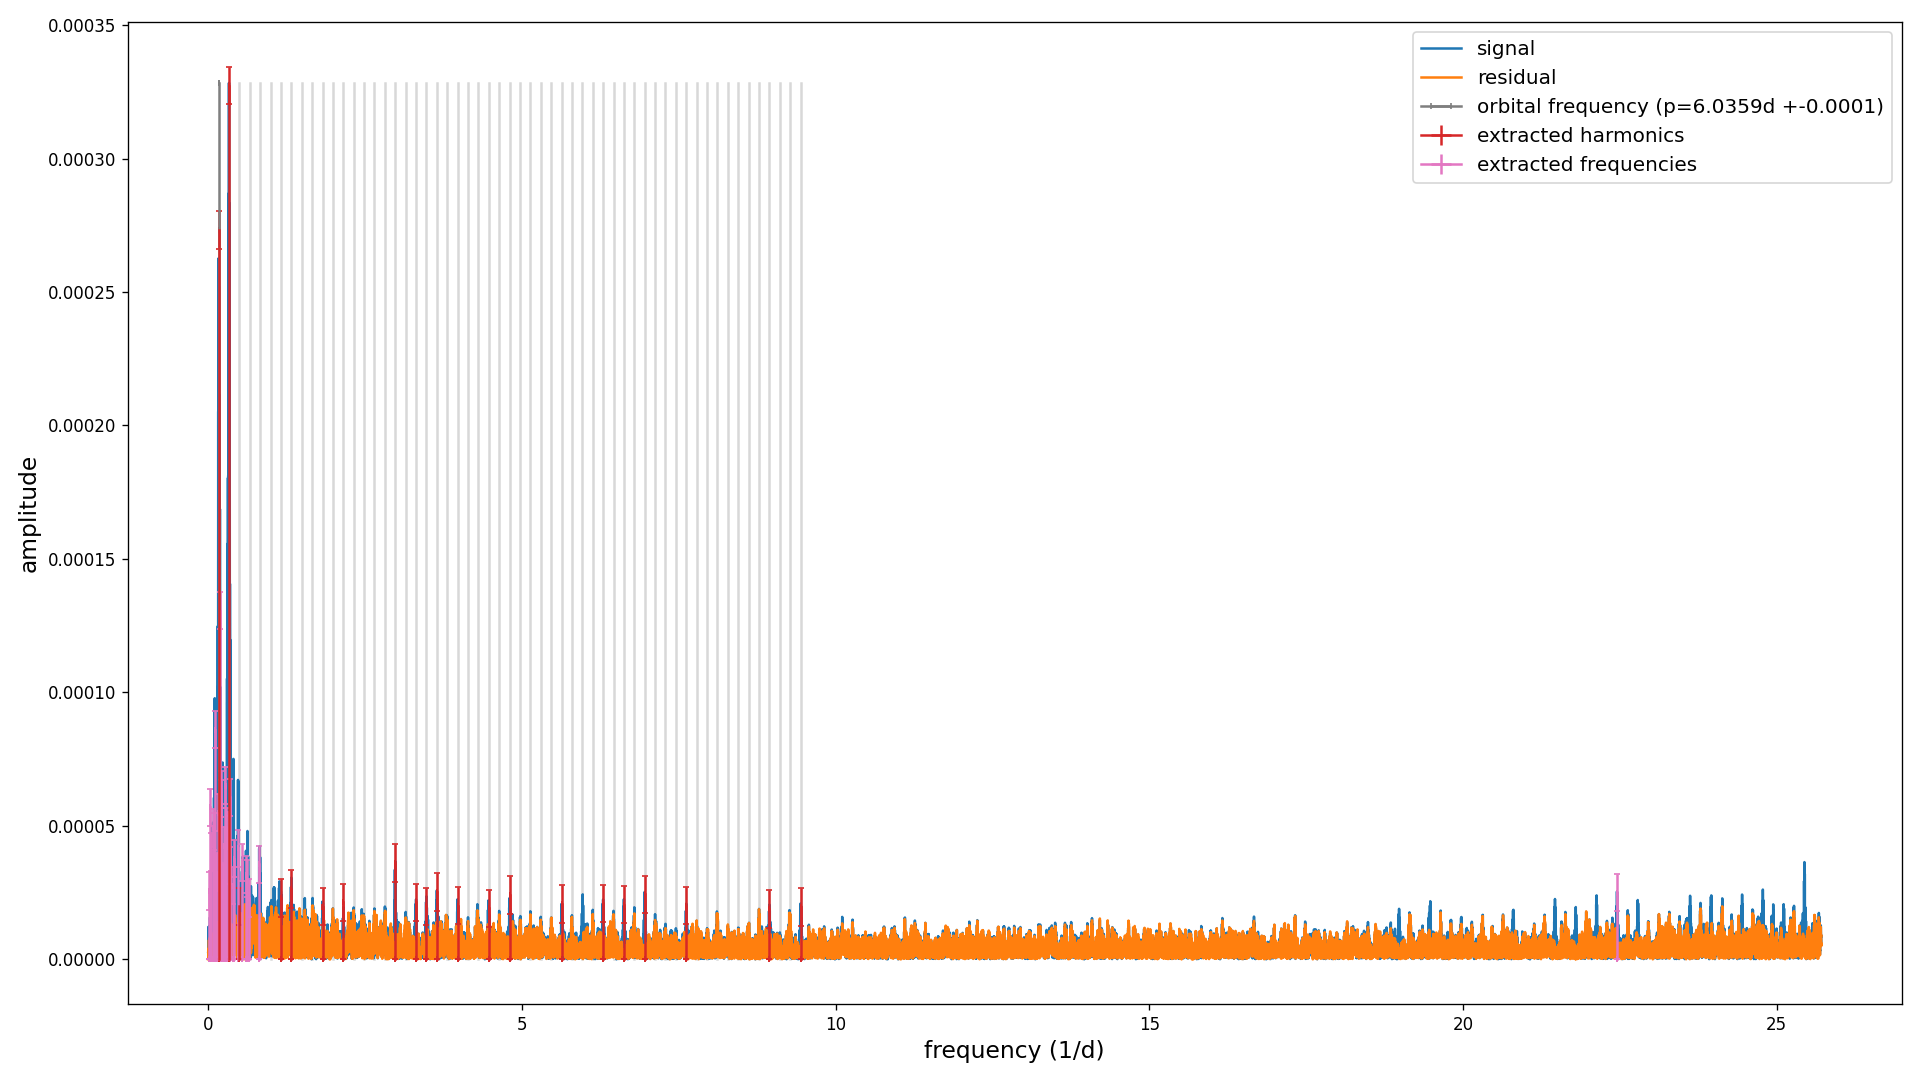 0.00035
0.00030
0.00025
0.00020
0.00015
0.00010
0.00005
0.00000
amplitude
0
5
10
15
20
25
frequency (1/d)
signal
residual
orbital frequency (p=6.0359d +-0.0001)
extracted harmonics
extracted frequencies